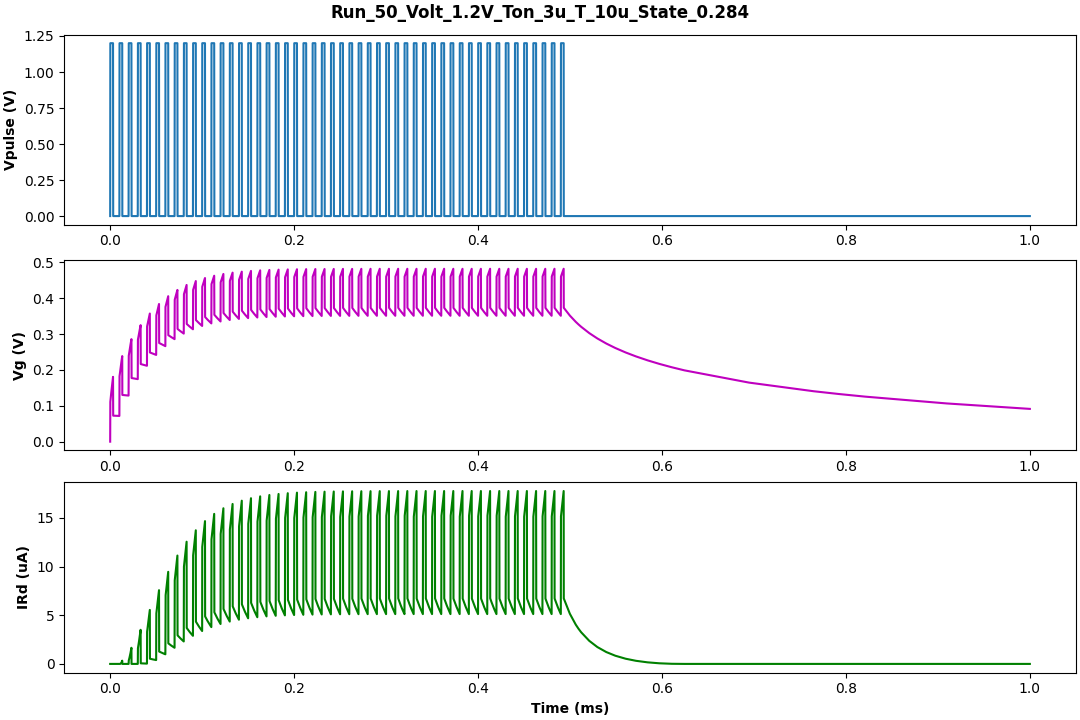 Run_50_Volt_1.2V_Ton_3u_T_10u_State_0.284
Vpulse (V)
1.25
1.00
0.75
0.50
0.25
0.00
0.0 0.2 0.4 0.6 0.8 1.0
Vg (V)
0.5
0.4
0.3
0.2
0.1
0.0
0.0 0.2 0.4 0.6 0.8 1.0
IRd (uA)
15
10
5
0
0.0 0.2 0.4 0.6 0.8 1.0
Time (ms)